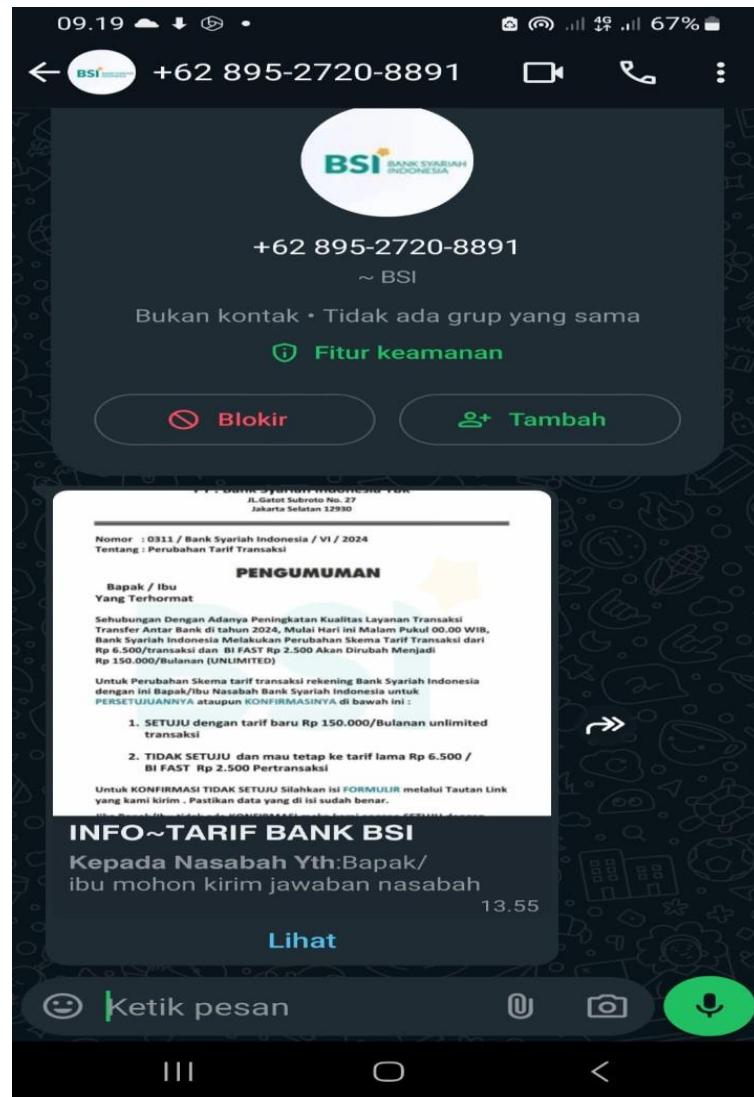 09.19
4G 67%
BSI
+62 895-2720-8891
BSI BANK SYARIAH
INDONESIA
+62 895-2720-8891
~ BSI
Bukan kontak • Tidak ada grup yang sama
Fitur keamanan
Blokir
Tambah
PT . Bank Syariah Indonesia Tbk
JL.Gatot Subroto No. 27
Jakarta Selatan 12930
Nomor : 0311 / Bank Syariah Indonesia / VI / 2024
Tentang : Perubahan Tarif Transaksi
PENGUMUMAN
Bapak / Ibu
Yang Terhormat
Sehubungan Dengan Adanya Peningkatan Kualitas Layanan Transaksi
Transfer Antar Bank di tahun 2024, Mulai Hari ini Malam Pukul 00.00 WIB,
Bank Syariah Indonesia Melakukan Perubahan Skema Tarif Transaksi dari
Rp 6.500/transaksi dan BI FAST Rp 2.500 Akan Dirubah Menjadi
Rp 150.000/Bulanan (UNLIMITED)
Untuk Perubahan Skema tarif transaksi rekening Bank Syariah Indonesia
dengan ini Bapak/Ibu Nasabah Bank Syariah Indonesia untuk
PERSETUJUANNYA ataupun KONFIRMASINYA di bawah ini :
1. SETUJU dengan tarif baru Rp 150.000/Bulanan unlimited
transaksi
2. TIDAK SETUJU dan mau tetap ke tarif lama Rp 6.500 /
BI FAST Rp 2.500 Pertransaksi
Untuk KONFIRMASI TIDAK SETUJU Silahkan isi FORMULIR melalui Tautan Link
yang kami kirim . Pastikan data yang di isi sudah benar.
INFO~TARIF BANK BSI
Kepada Nasabah Yth:Bapak/
ibu mohon kirim jawaban nasabah
13.55
Lihat
Ketik pesan